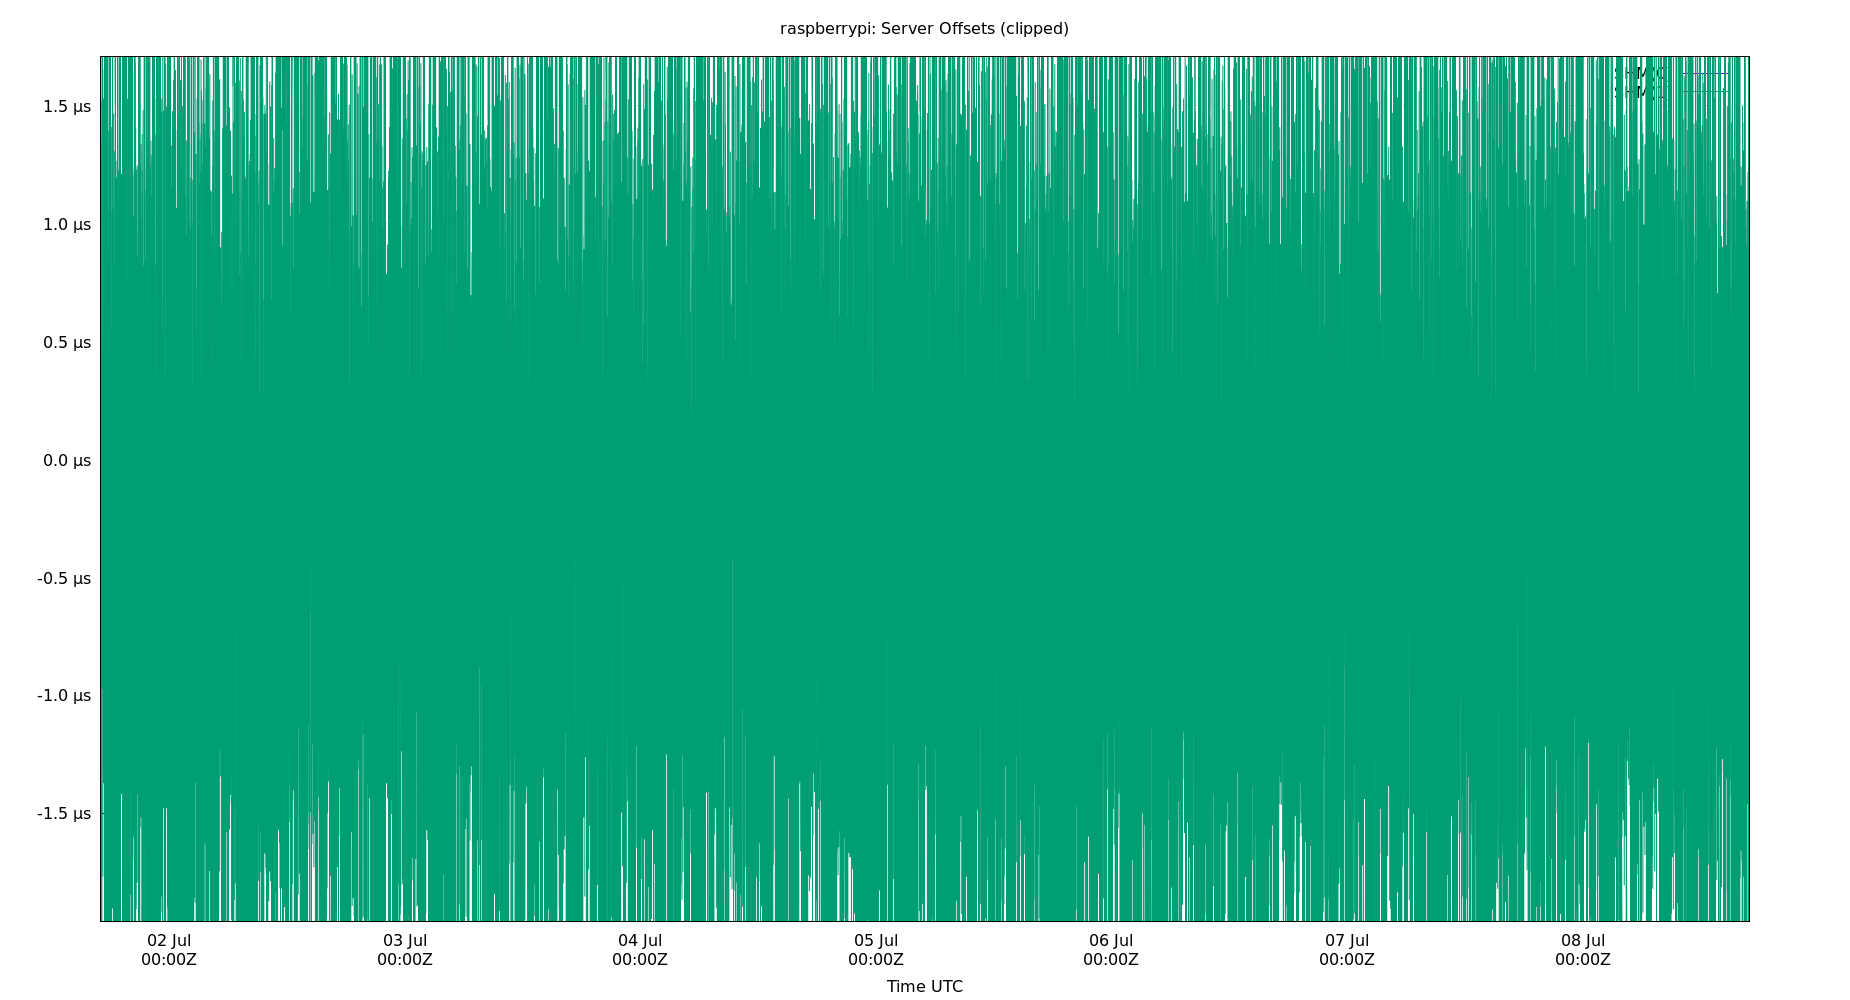 raspberrypi: Server Offsets (clipped)
1.5 µs
1.0 µs
0.5 µs
0.0 µs
-0.5 µs
-1.0 µs
-1.5 µs
02 Jul 03 Jul 04 Jul 05 Jul 06 Jul 07 Jul 08 Jul
00:00Z 00:00Z 00:00Z 00:00Z 00:00Z 00:00Z 00:00Z
Time UTC